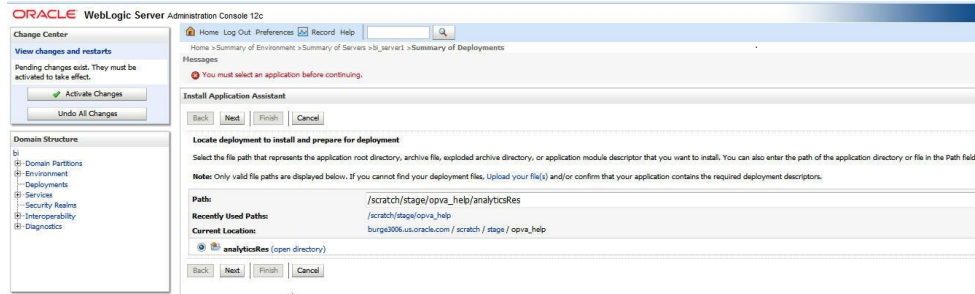 ORACLE WebLogic Server Administration Console 12c
Change Center
View changes and restarts
Pending changes exist. They must be
activated to take effect.
Activate Changes
Undo All Changes
Domain Structure
bi
Domain Partitions
Environment
Deployments
Services
Security Realms
Interoperability
Diagnostics
Home Log Out Preferences Record Help
Home >Summary of Environment >Summary of Servers >bi_server1 >Summary of Deployments
Messages
You must select an application before continuing.
Install Application Assistant
Back Next Finish Cancel
Locate deployment to install and prepare for deployment
Select the file path that represents the application root directory, archive file, exploded archive directory, or application module descriptor that you want to install. You can also enter the path of the application directory or file in the Path field
Note: Only valid file paths are displayed below. If you cannot find your deployment files, Upload your file(s) and/or confirm that your application contains the required deployment descriptors.
Path: /scratch/stage/opva_help/analyticsRes
Recently Used Paths: /scratch/stage/opva_help
Current Location: burge3006.us.oracle.com / scratch / stage / opva_help
analyticsRes (open directory)
Back Next Finish Cancel